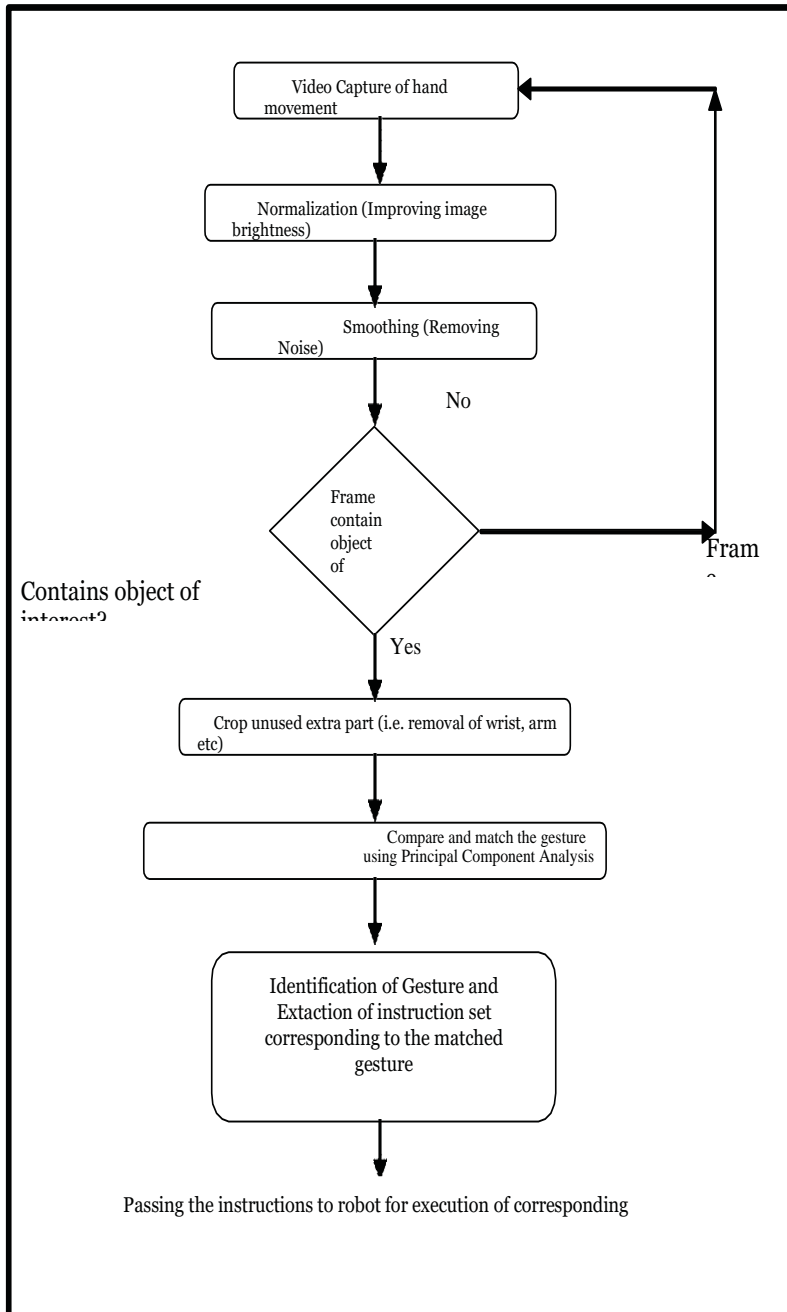 Video Capture of hand
movement
Normalization (Improving image
brightness)
Smoothing (Removing
Noise)
No
Frame
contain
object
of
Fram
Contains object of
interest?
Yes
Crop unused extra part (i.e. removal of wrist, arm
etc)
Compare and match the gesture
using Principal Component Analysis
Identification of Gesture and
Extaction of instruction set
corresponding to the matched
gesture
Passing the instructions to robot for execution of corresponding